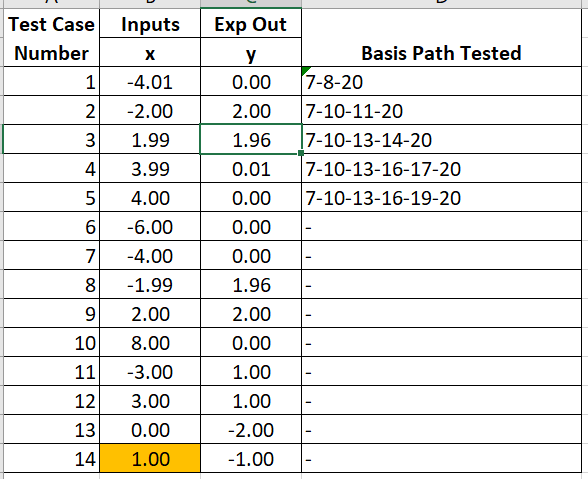 Test Case Inputs Exp Out
Number x y Basis Path Tested
1 -4.01 0.00 7-8-20
2 -2.00 2.00 7-10-11-20
3 1.99 1.96 7-10-13-14-20
4 3.99 0.01 7-10-13-16-17-20
5 4.00 0.00 7-10-13-16-19-20
6 -6.00 0.00 -
7 -4.00 0.00 -
8 -1.99 1.96 -
9 2.00 2.00 -
10 8.00 0.00 -
11 -3.00 1.00 -
12 3.00 1.00 -
13 0.00 -2.00 -
14 1.00 -1.00 -